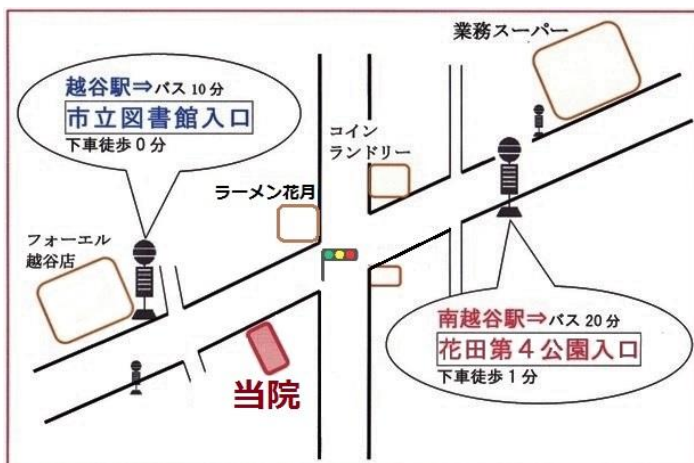 業務スーパー
越谷駅⇒バス10分
市立図書館入口
下車徒歩0分
コイン
ランドリー
ラーメン花月
フォーエル
越谷店
南越谷駅⇒バス20分
花田第4公園入口
下車徒歩1分
当院